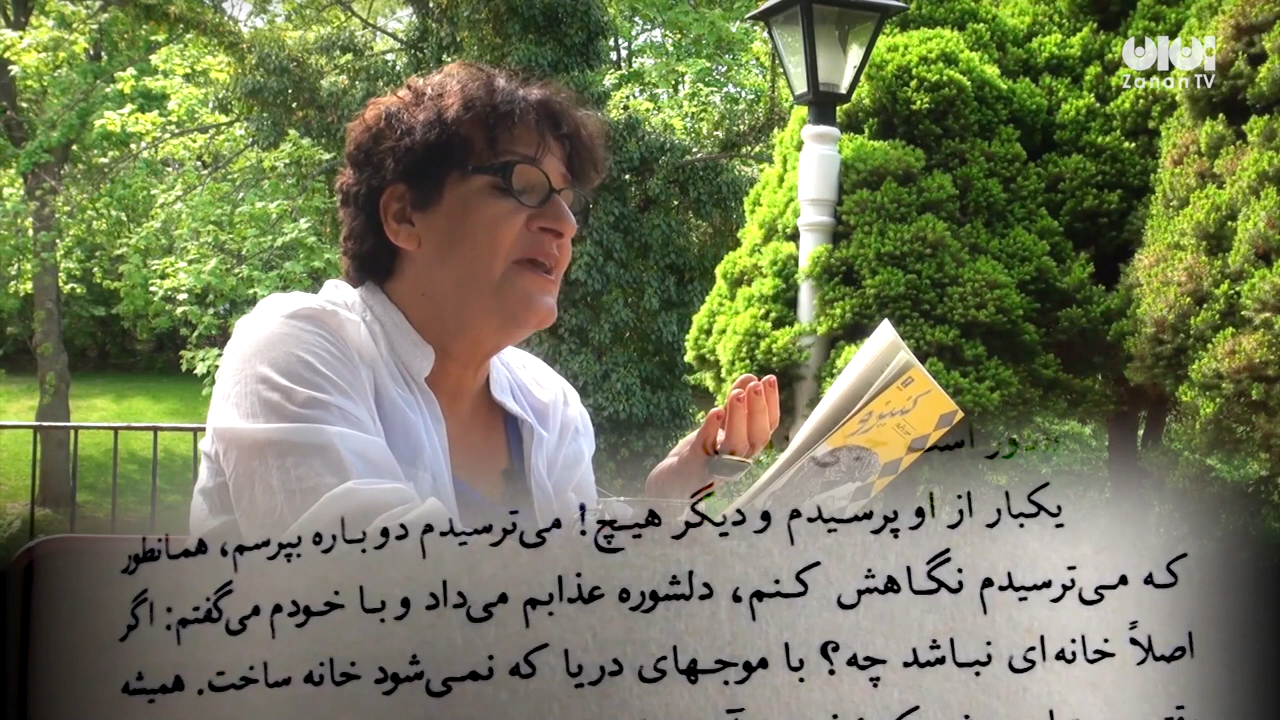 زنان
Zanan TV
کنیزو
است
یکبار از او پرسیدم و دیگر هیچ! می‌ترسیدم دوباره بپرسم، همانطور
که می‌ترسیدم نگاهش کنم، دلشوره عذابم می‌داد و با خودم می‌گفتم: اگر
اصلاً خانه‌ای نباشد چه؟ با موجهای دریا که نمی‌شود خانه ساخت. همیشه